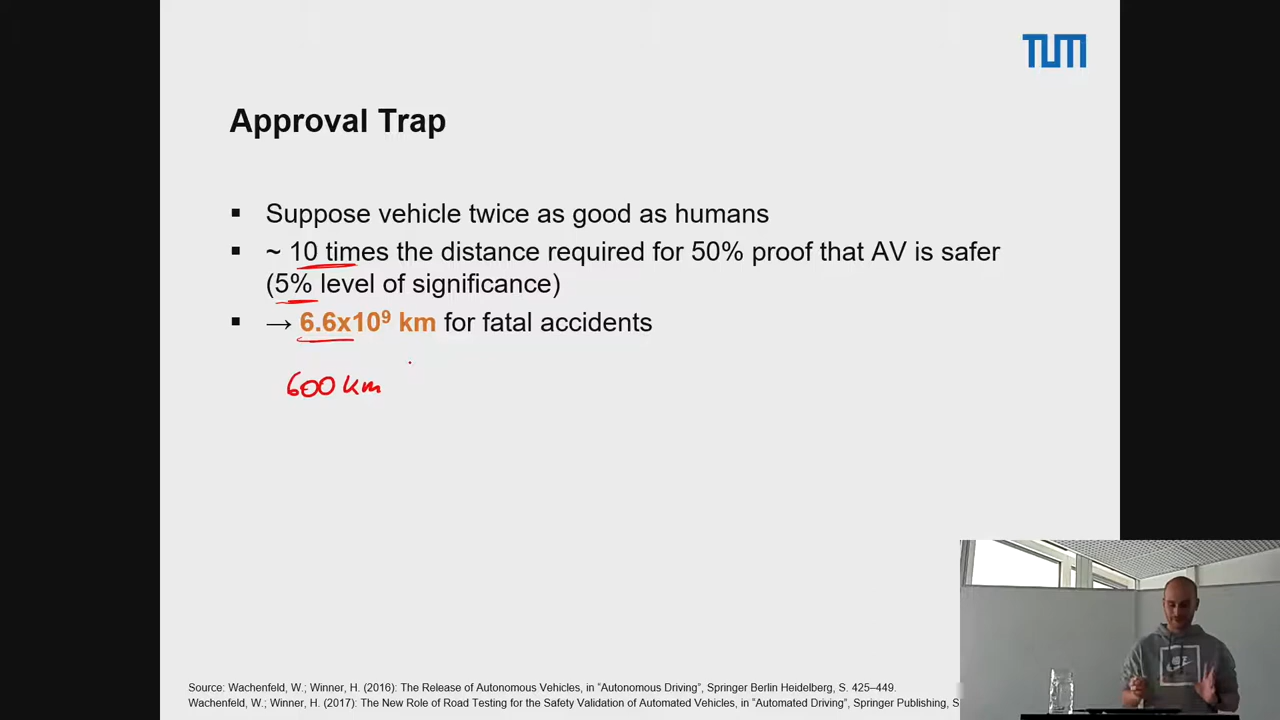 TUM
Approval Trap
▪ Suppose vehicle twice as good as humans
▪ ~ 10 times the distance required for 50% proof that AV is safer
(5% level of significance)
▪ → 6.6x10⁹ km for fatal accidents
600 km
Source: Wachenfeld, W.; Winner, H. (2016): The Release of Autonomous Vehicles, in “Autonomous Driving”, Springer Berlin Heidelberg, S. 425–449.
Wachenfeld, W.; Winner, H. (2017): The New Role of Road Testing for the Safety Validation of Automated Vehicles, in ”Automated Driving”, Springer Publishing, S